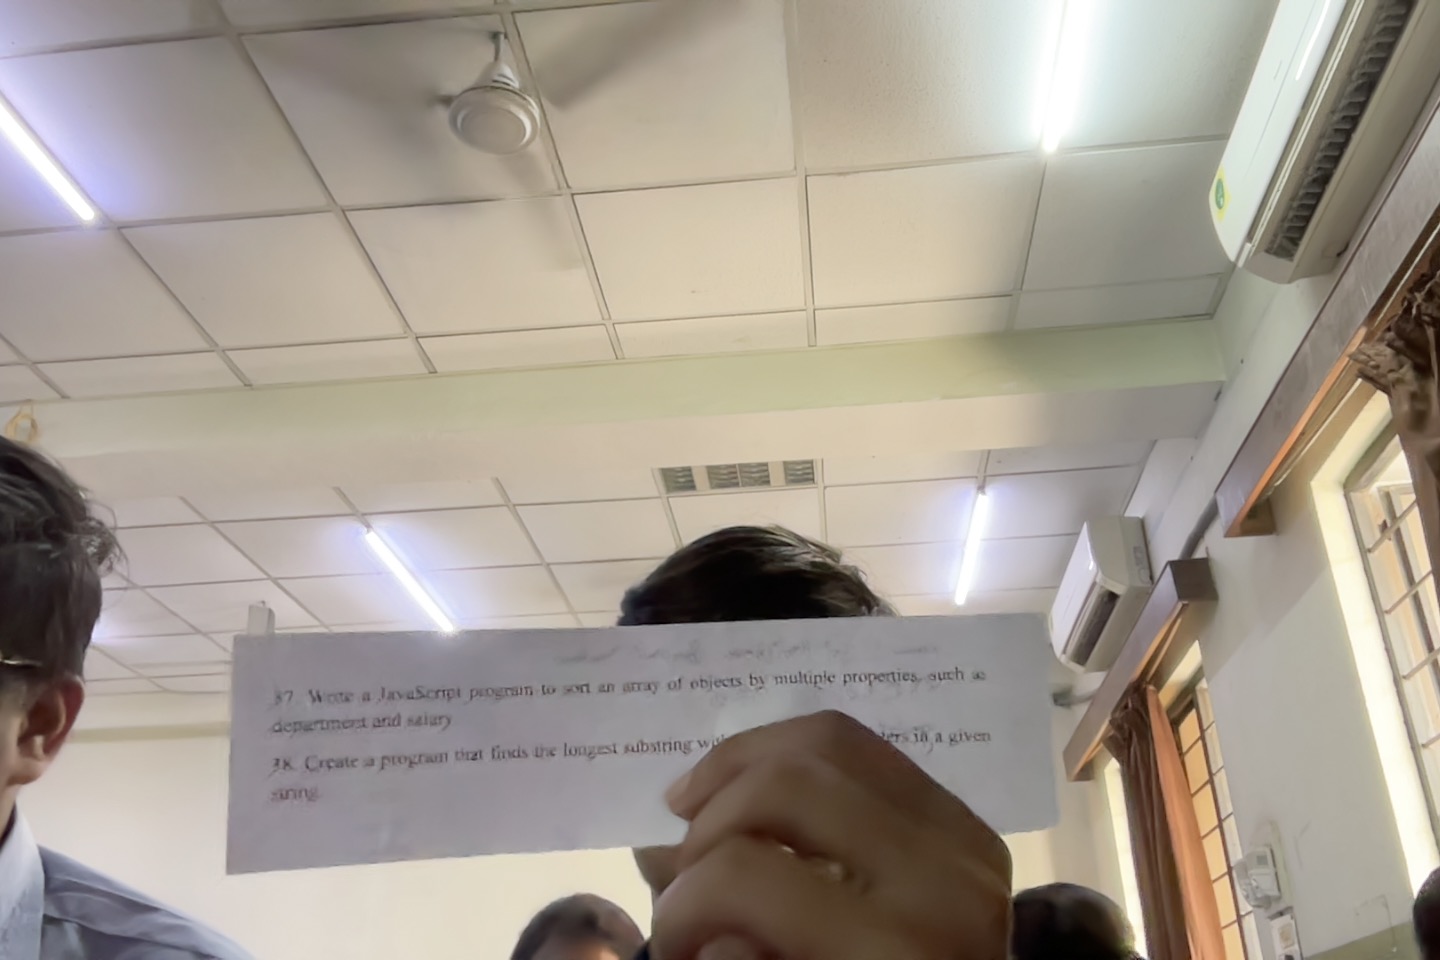 37. Write a JavaScript program to sort an array of objects by multiple properties, such as
department and salary
38. Create a program that finds the longest substring in a given
string.